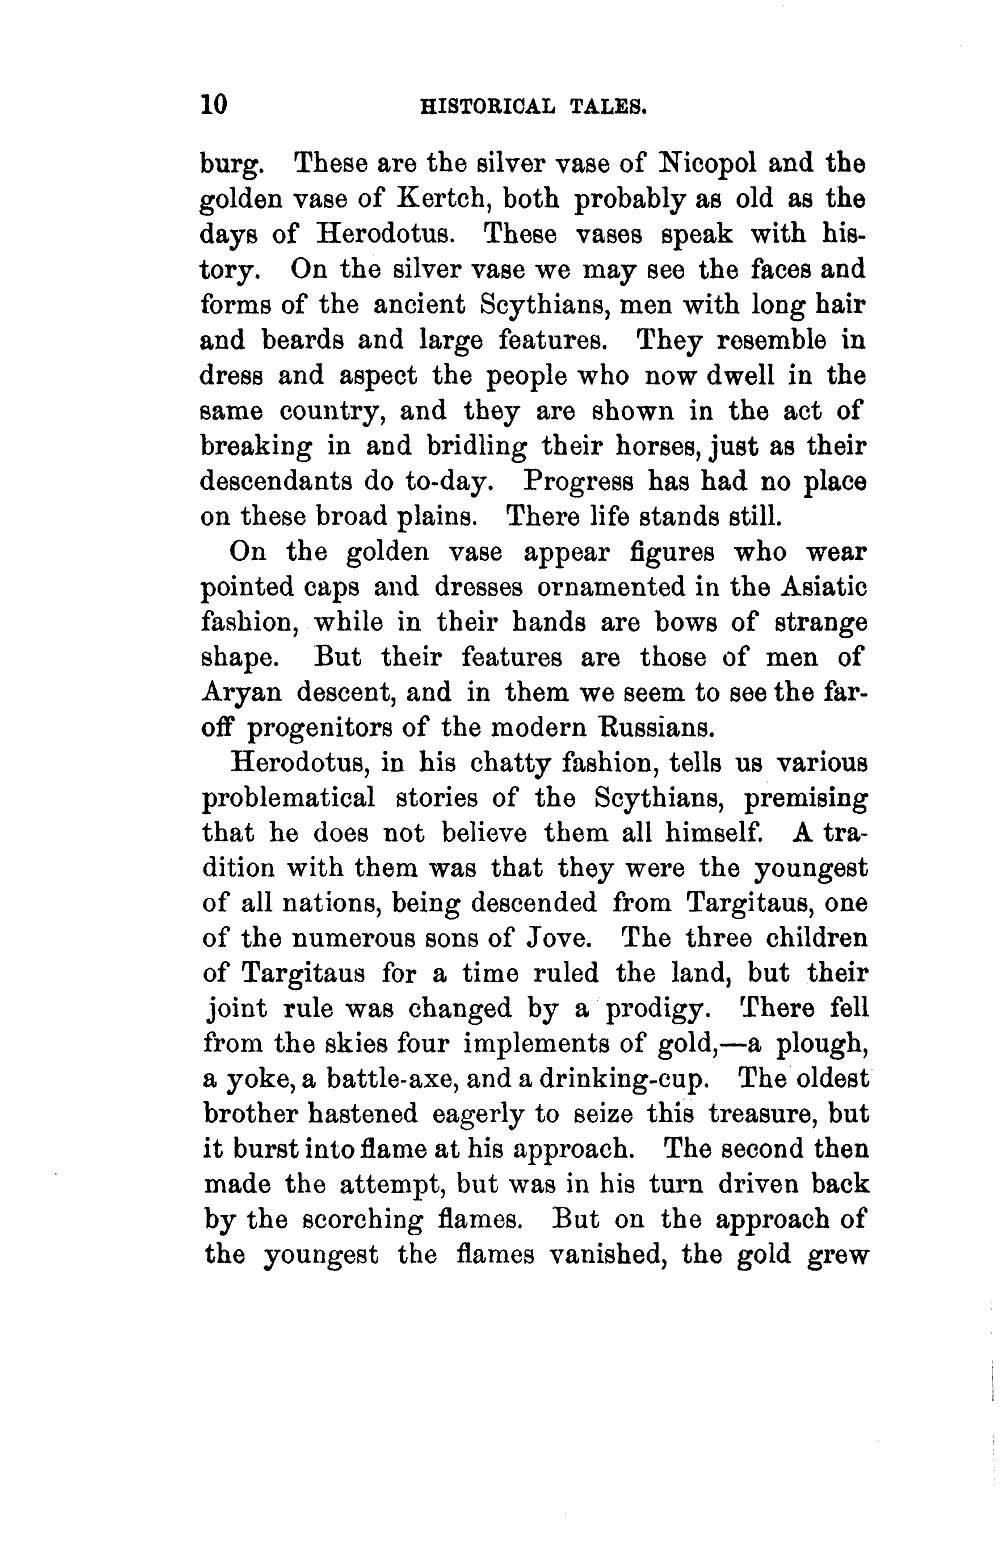 10 HISTORICAL TALES.
burg. These are the silver vase of Nicopol and the
golden vase of Kertch, both probably as old as the
days of Herodotus. These vases speak with his-
tory. On the silver vase we may see the faces and
forms of the ancient Scythians, men with long hair
and beards and large features. They resemble in
dress and aspect the people who now dwell in the
same country, and they are shown in the act of
breaking in and bridling their horses, just as their
descendants do to-day. Progress has had no place
on these broad plains. There life stands still.
On the golden vase appear figures who wear
pointed caps and dresses ornamented in the Asiatic
fashion, while in their hands are bows of strange
shape. But their features are those of men of
Aryan descent, and in them we seem to see the far-
off progenitors of the modern Russians.
Herodotus, in his chatty fashion, tells us various
problematical stories of the Scythians, premising
that he does not believe them all himself. A tra-
dition with them was that they were the youngest
of all nations, being descended from Targitaus, one
of the numerous sons of Jove. The three children
of Targitaus for a time ruled the land, but their
joint rule was changed by a prodigy. There fell
from the skies four implements of gold,—a plough,
a yoke, a battle-axe, and a drinking-cup. The oldest
brother hastened eagerly to seize this treasure, but
it burst into flame at his approach. The second then
made the attempt, but was in his turn driven back
by the scorching flames. But on the approach of
the youngest the flames vanished, the gold grew